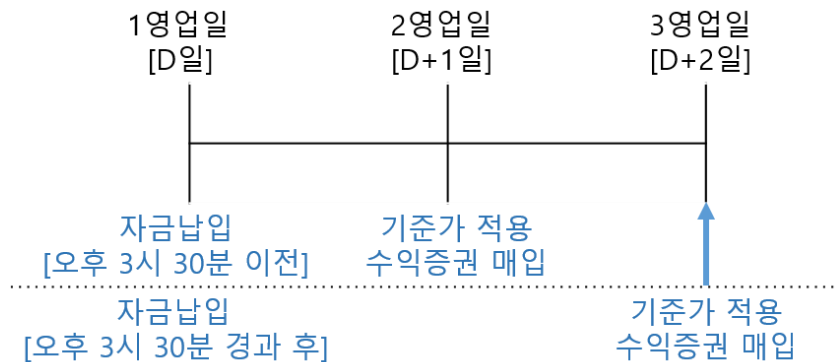 1영업일 2영업일 3영업일
[D일] [D+1일] [D+2일]
자금납입 기준가 적용
[오후 3시 30분 이전] 수익증권 매입
자금납입 기준가 적용
[오후 3시 30분 경과 후] 수익증권 매입